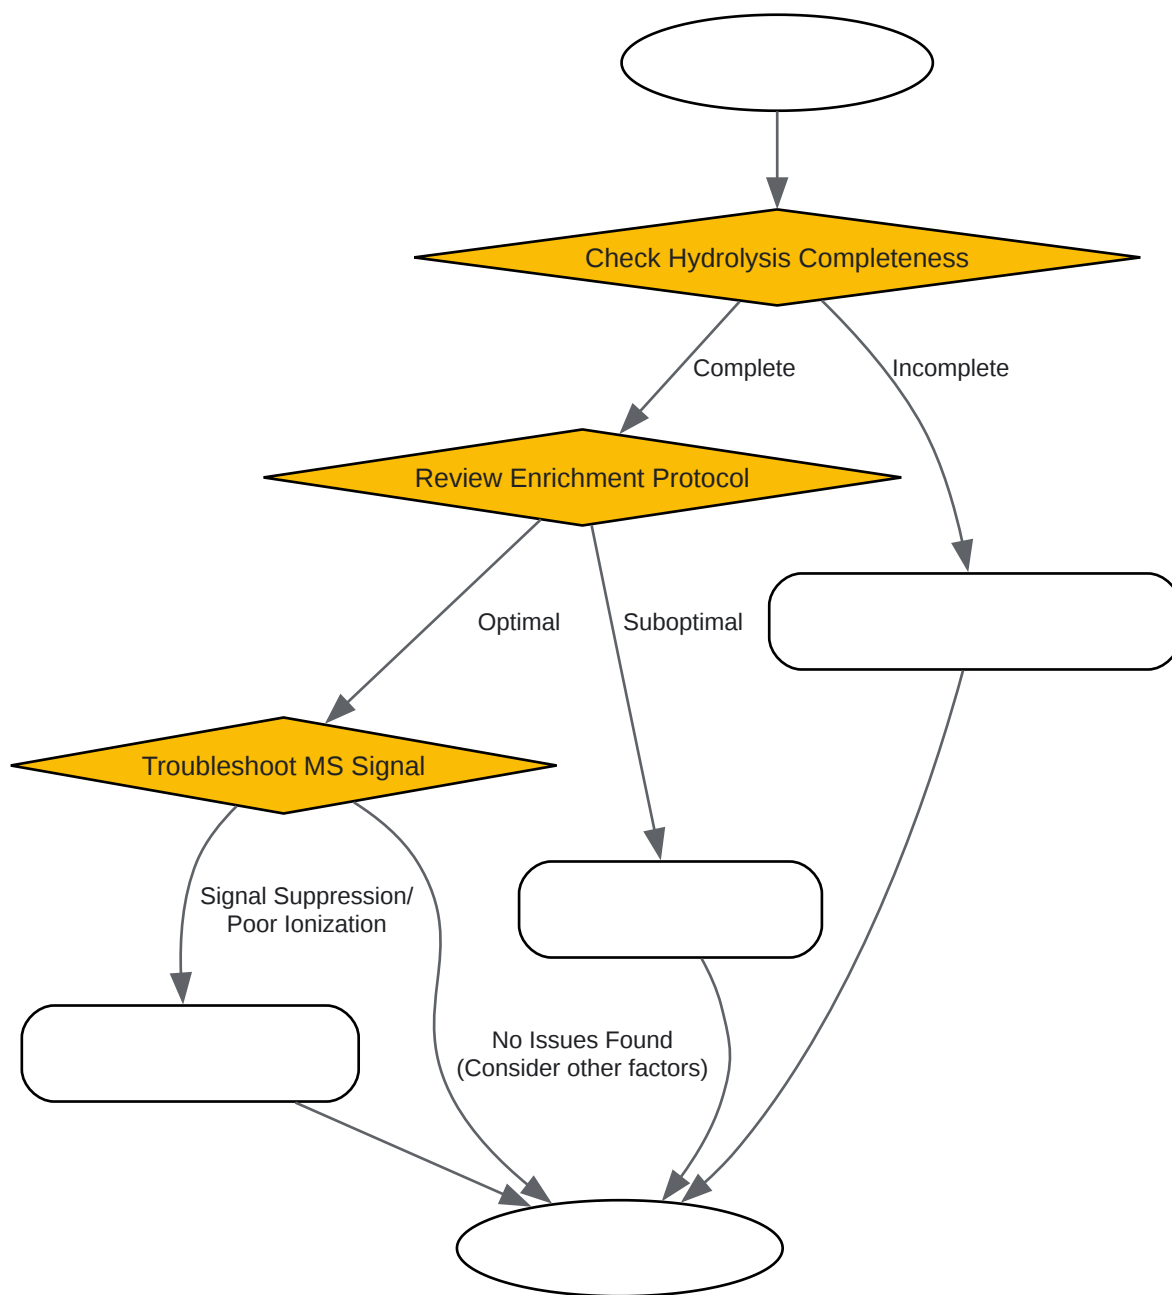 Check Hydrolysis Completeness
Complete
Incomplete
Review Enrichment Protocol
Optimal
Suboptimal
Troubleshoot MS Signal
Signal Suppression/
Poor Ionization
No Issues Found
(Consider other factors)